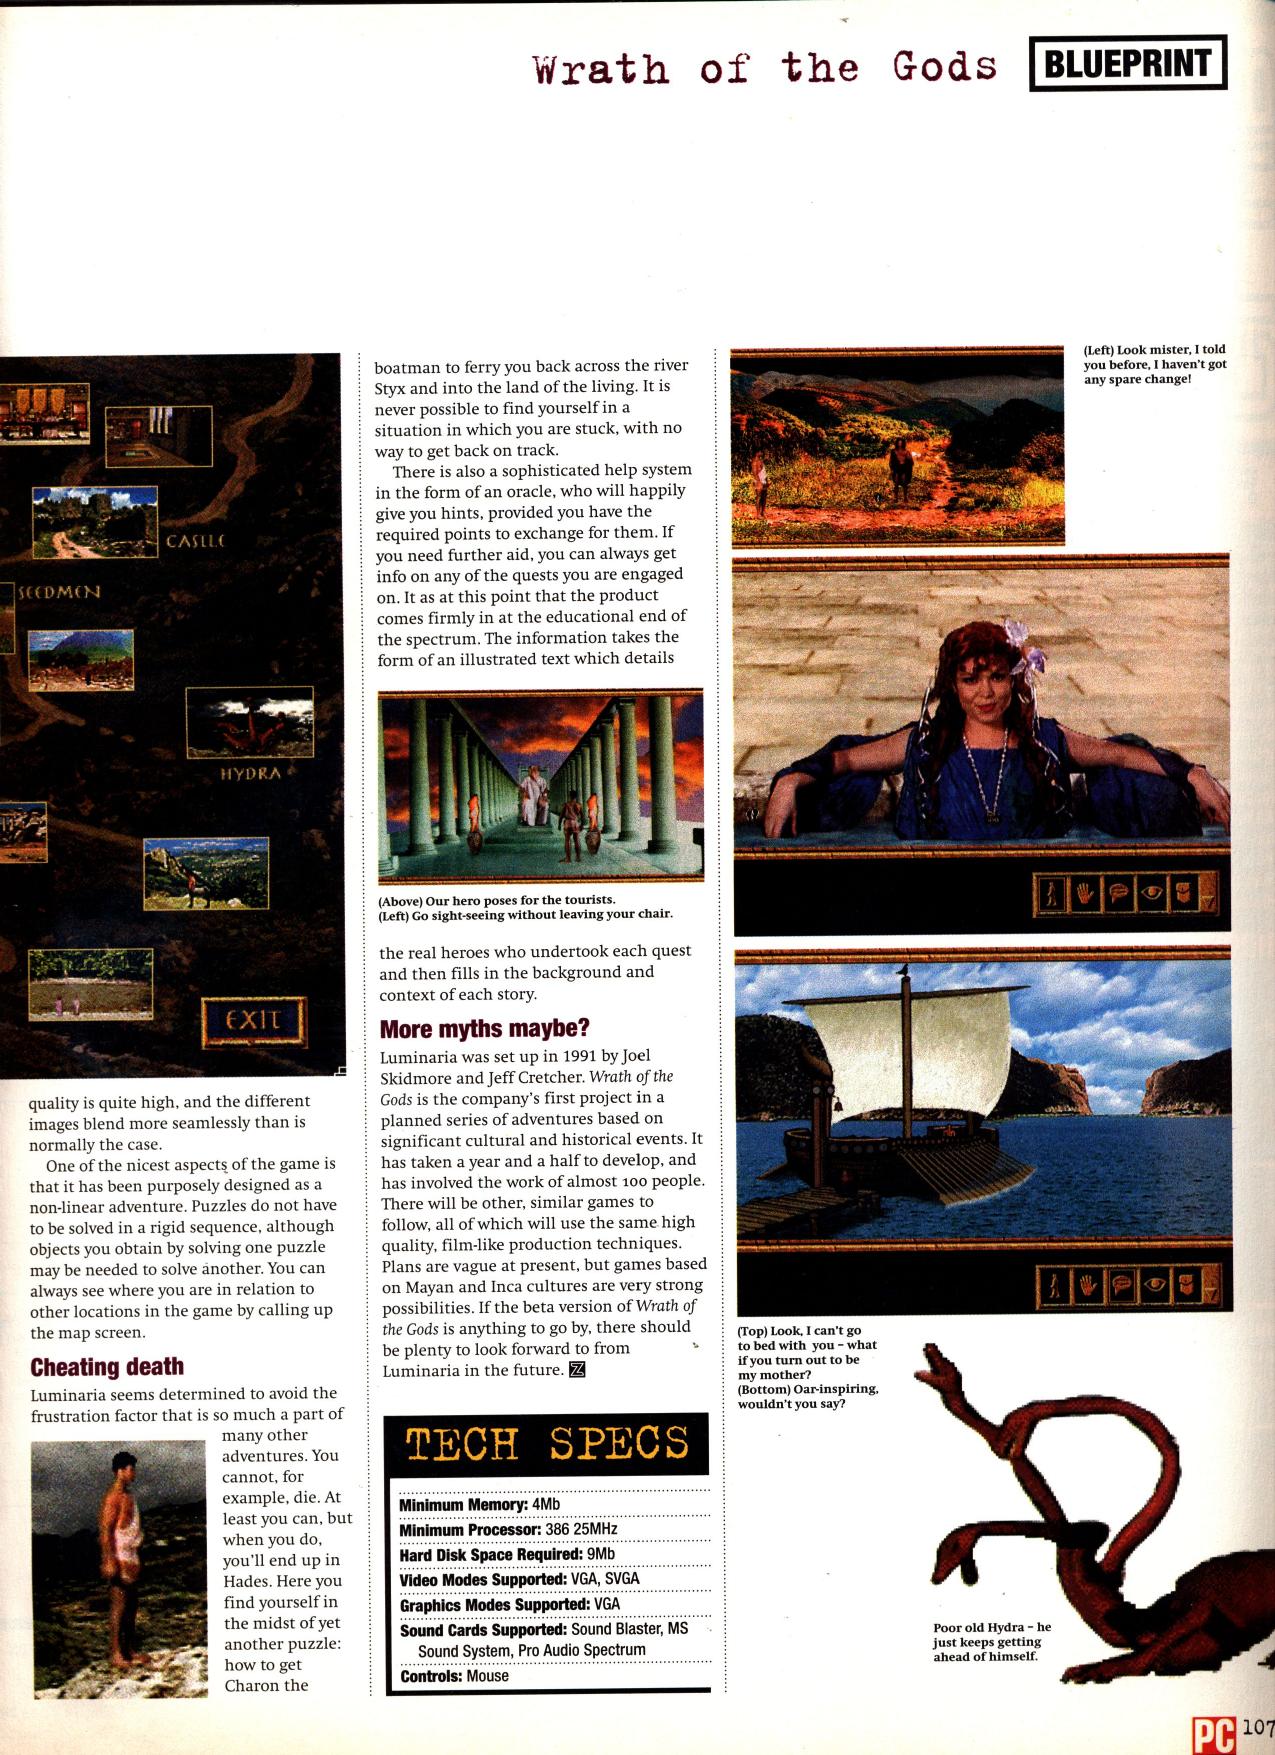 Wrath of the Gods
BLUEPRINT
CASTLE
SEEDMEN
HYDRA
EXIT
quality is quite high, and the different
images blend more seamlessly than is
normally the case.
One of the nicest aspects of the game is
that it has been purposely designed as a
non-linear adventure. Puzzles do not have
to be solved in a rigid sequence, although
objects you obtain by solving one puzzle
may be needed to solve another. You can
always see where you are in relation to
other locations in the game by calling up
the map screen.
Cheating death
Luminaria seems determined to avoid the
frustration factor that is so much a part of
many other
adventures. You
cannot, for
example, die. At
least you can, but
when you do,
you'll end up in
Hades. Here you
find yourself in
the midst of yet
another puzzle:
how to get
Charon the
boatman to ferry you back across the river
Styx and into the land of the living. It is
never possible to find yourself in a
situation in which you are stuck, with no
way to get back on track.
There is also a sophisticated help system
in the form of an oracle, who will happily
give you hints, provided you have the
required points to exchange for them. If
you need further aid, you can always get
info on any of the quests you are engaged
on. It as at this point that the product
comes firmly in at the educational end of
the spectrum. The information takes the
form of an illustrated text which details
(Above) Our hero poses for the tourists.
(Left) Go sight-seeing without leaving your chair.
the real heroes who undertook each quest
and then fills in the background and
context of each story.
More myths maybe?
Luminaria was set up in 1991 by Joel
Skidmore and Jeff Cretcher. Wrath of the
Gods is the company's first project in a
planned series of adventures based on
significant cultural and historical events. It
has taken a year and a half to develop, and
has involved the work of almost 100 people.
There will be other, similar games to
follow, all of which will use the same high
quality, film-like production techniques.
Plans are vague at present, but games based
on Mayan and Inca cultures are very strong
possibilities. If the beta version of Wrath of
the Gods is anything to go by, there should
be plenty to look forward to from
Luminaria in the future. Z
TECH SPECS
Minimum Memory: 4Mb
Minimum Processor: 386 25MHz
Hard Disk Space Required: 9Mb
Video Modes Supported: VGA, SVGA
Graphics Modes Supported: VGA
Sound Cards Supported: Sound Blaster, MS
Sound System, Pro Audio Spectrum
Controls: Mouse
(Left) Look mister, I told
you before, I haven't got
any spare change!
(Top) Look, I can't go
to bed with you – what
if you turn out to be
my mother?
(Bottom) Oar-inspiring,
wouldn't you say?
Poor old Hydra – he
just keeps getting
ahead of himself.
PC 107